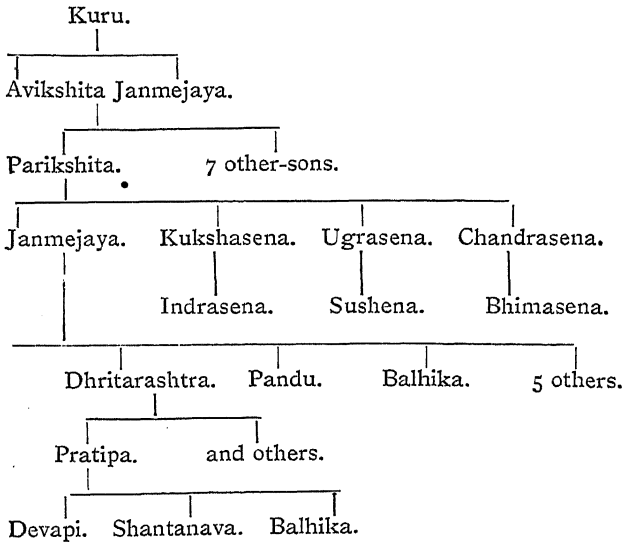 Kuru.
Avikshita Janmejaya.
Parikshita. 7 other-sons.
Janmejaya. Kukshasena. Ugrasena. Chandrasena.
Indrasena. Sushena. Bhimasena.
Dhritarashtra. Pandu. Balhika. 5 others.
Pratipa. and others.
Devapi. Shantanava. Balhika.